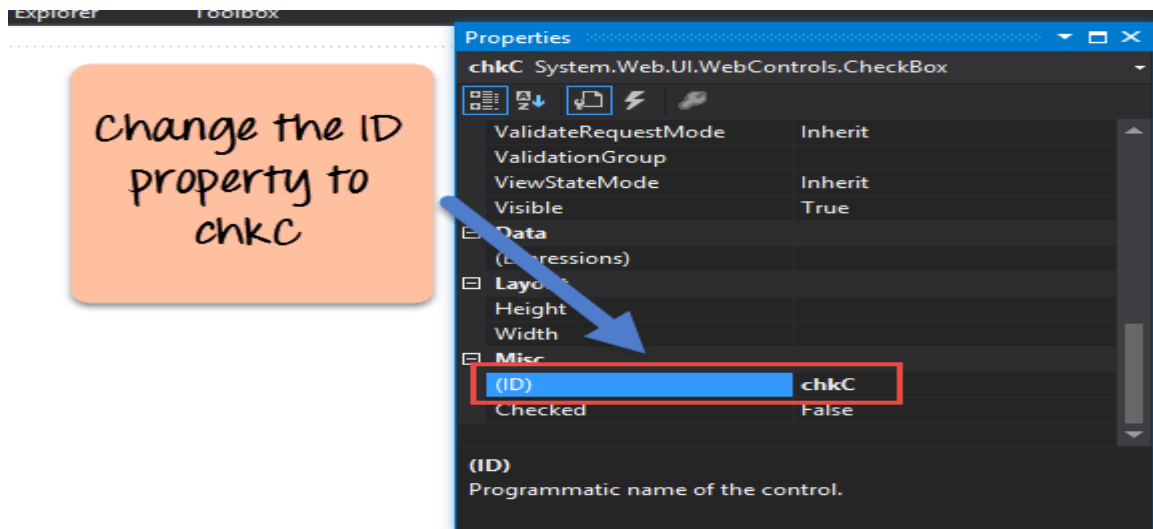 Explorer Toolbox
Properties
chkC System.Web.UI.WebControls.CheckBox
Change the ID
property to
chkC
ValidateRequestMode Inherit
ValidationGroup
ViewStateMode Inherit
Visible True
Data
(Expressions)
Layout
Height
Width
Misc
(ID) chkC
Checked False
(ID)
Programmatic name of the control.